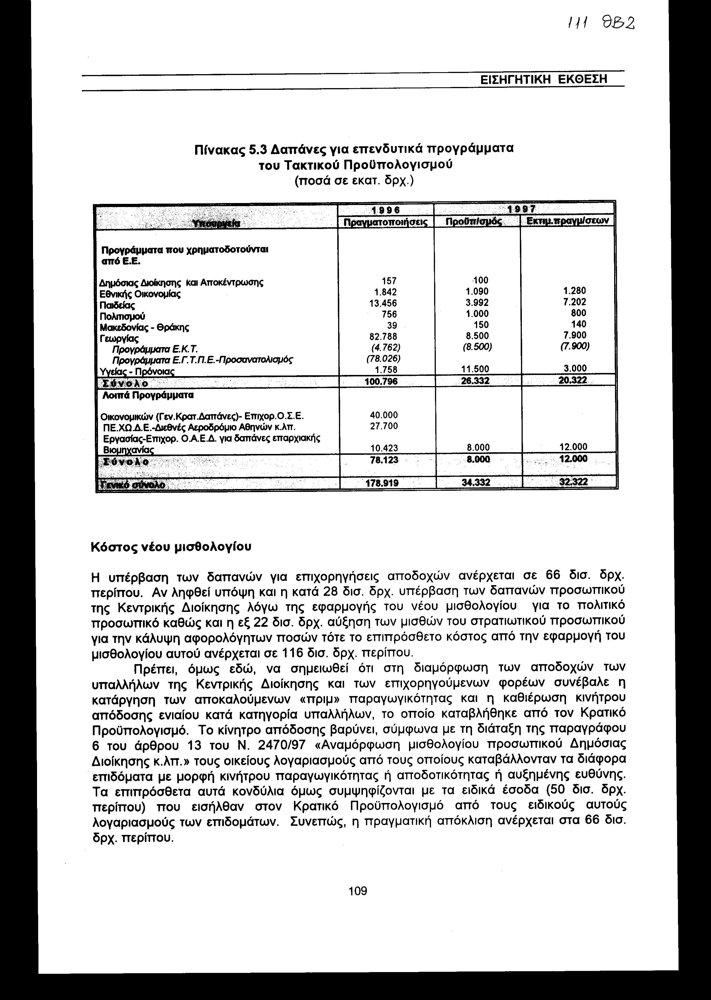 111 ΘΒ2
ΕΙΣΗΓΗΤΙΚΗ ΕΚΘΕΣΗ
Πίνακας 5.3 Δαπάνες για επενδυτικά προγράμματα
του Τακτικού Προϋπολογισμού
(ποσά σε εκατ. δρχ.)
1996 1997
Υπουργεία Πραγματοποιήσεις Προϋπ/σμός Εκτιμ.πραγμ/σεων
Προγράμματα που χρηματοδοτούνται
από Ε.Ε.
Δημόσιας Διοίκησης και Αποκέντρωσης 157 100
Εθνικής Οικονομίας 1.842 1.090 1.280
Παιδείας 13.456 3.992 7.202
Πολιτισμού 756 1.000 800
Μακεδονίας - Θράκης 39 150 140
Γεωργίας 82.788 8.500 7.900
Προγράμματα Ε.Κ.Τ. (4.762) (8.500) (7.900)
Προγράμματα Ε.Γ.Τ.Π.Ε.-Προσανατολισμός (78.026)
Υγείας - Πρόνοιας 1.758 11.500 3.000
Σύνολο 100.796 26.332 20.322
Λοιπά Προγράμματα
Οικονομικών (Γεν.Κρατ.Δαπάνες)- Επιχορ.Ο.Σ.Ε. 40.000
ΠΕ.ΧΩ.Δ.Ε.-Διεθνές Αεροδρόμιο Αθηνών κ.λπ. 27.700
Εργασίας-Επιχορ. Ο.Α.Ε.Δ. για δαπάνες επαρχιακής
Βιομηχανίας 10.423 8.000 12.000
Σύνολο 78.123 8.000 12.000
Γενικό σύνολο 178.919 34.332 32.322
Κόστος νέου μισθολογίου
Η υπέρβαση των δαπανών για επιχορηγήσεις αποδοχών ανέρχεται σε 66 δισ. δρχ.
περίπου. Αν ληφθεί υπόψη και η κατά 28 δισ. δρχ. υπέρβαση των δαπανών προσωπικού
της Κεντρικής Διοίκησης λόγω της εφαρμογής του νέου μισθολογίου για το πολιτικό
προσωπικό καθώς και η εξ 22 δισ. δρχ. αύξηση των μισθών του στρατιωτικού προσωπικού
για την κάλυψη αφορολόγητων ποσών τότε το επιπρόσθετο κόστος από την εφαρμογή του
μισθολογίου αυτού ανέρχεται σε 116 δισ. δρχ. περίπου.
Πρέπει, όμως εδώ, να σημειωθεί ότι στη διαμόρφωση των αποδοχών των
υπαλλήλων της Κεντρικής Διοίκησης και των επιχορηγούμενων φορέων συνέβαλε η
κατάργηση των αποκαλούμενων «πριμ» παραγωγικότητας και η καθιέρωση κινήτρου
απόδοσης ενιαίου κατά κατηγορία υπαλλήλων, το οποίο καταβλήθηκε από τον Κρατικό
Προϋπολογισμό. Το κίνητρο απόδοσης βαρύνει, σύμφωνα με τη διάταξη της παραγράφου
6 του άρθρου 13 του Ν. 2470/97 «Αναμόρφωση μισθολογίου προσωπικού Δημόσιας
Διοίκησης κ.λπ.» τους οικείους λογαριασμούς από τους οποίους καταβάλλονταν τα διάφορα
επιδόματα με μορφή κινήτρου παραγωγικότητας ή αποδοτικότητας ή αυξημένης ευθύνης.
Τα επιπρόσθετα αυτά κονδύλια όμως συμψηφίζονται με τα ειδικά έσοδα (50 δισ. δρχ.
περίπου) που εισήλθαν στον Κρατικό Προϋπολογισμό από τους ειδικούς αυτούς
λογαριασμούς των επιδομάτων. Συνεπώς, η πραγματική απόκλιση ανέρχεται στα 66 δισ.
δρχ. περίπου.
109